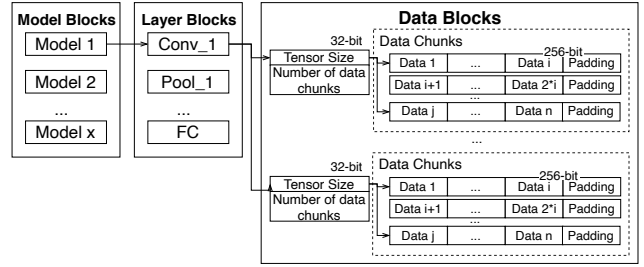 Model Blocks
Model 1
Model 2
...
Model x
Layer Blocks
Conv_1
Pool_1
...
FC
Data Blocks
32-bit
Tensor Size
Number of data
chunks
Data Chunks
256-bit
Data 1 ... Data i Padding
Data i+1 ... Data 2*i Padding
...
Data j ... Data n Padding
...
32-bit
Tensor Size
Number of data
chunks
Data Chunks
256-bit
Data 1 ... Data i Padding
Data i+1 ... Data 2*i Padding
...
Data j ... Data n Padding